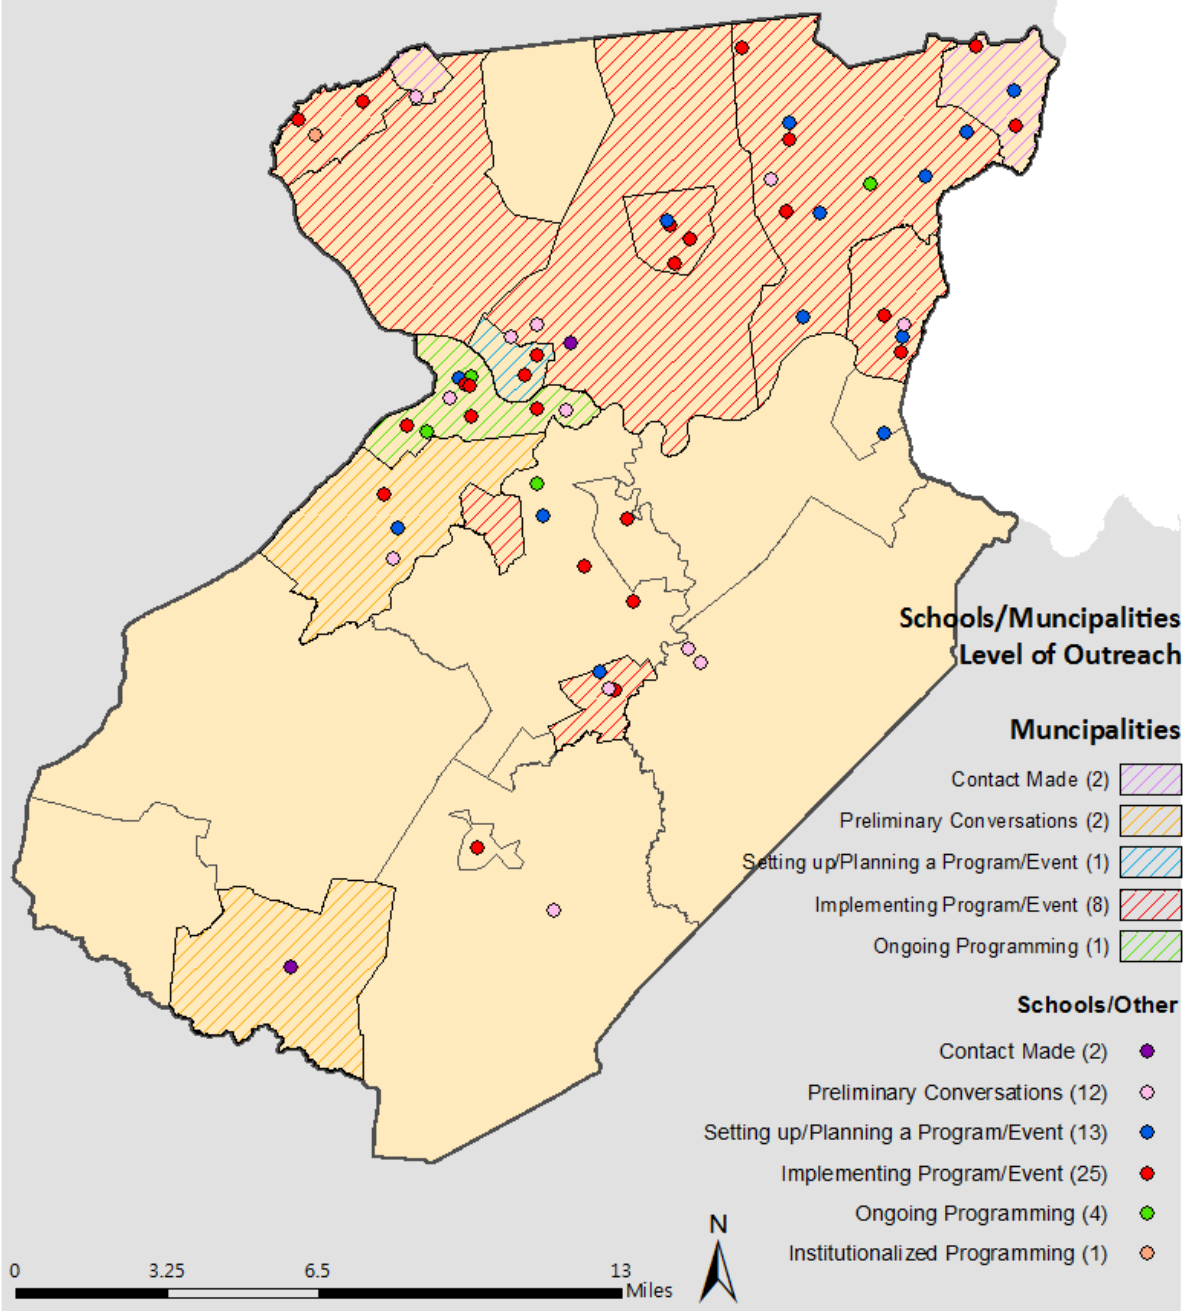 Schools/Muncipalities
Level of Outreach
Muncipalities
Contact Made (2)
Preliminary Conversations (2)
Setting up/Planning a Program/Event (1)
Implementing Program/Event (8)
Ongoing Programming (1)
Schools/Other
Contact Made (2)
Preliminary Conversations (12)
Setting up/Planning a Program/Event (13)
Implementing Program/Event (25)
Ongoing Programming (4)
Institutionalized Programming (1)
N
0 3.25 6.5 13
Miles